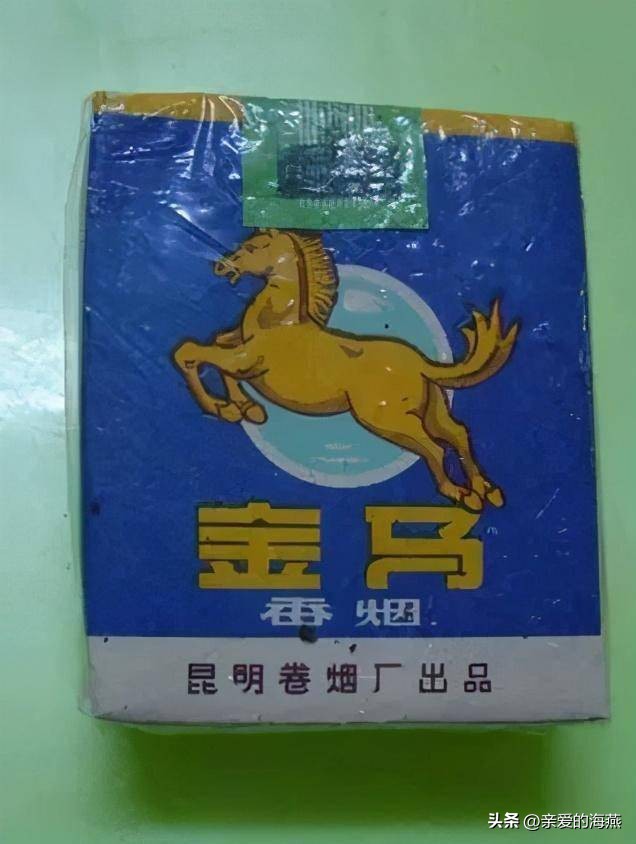 金马
香烟
昆明卷烟厂出品
头条 @亲爱的海燕